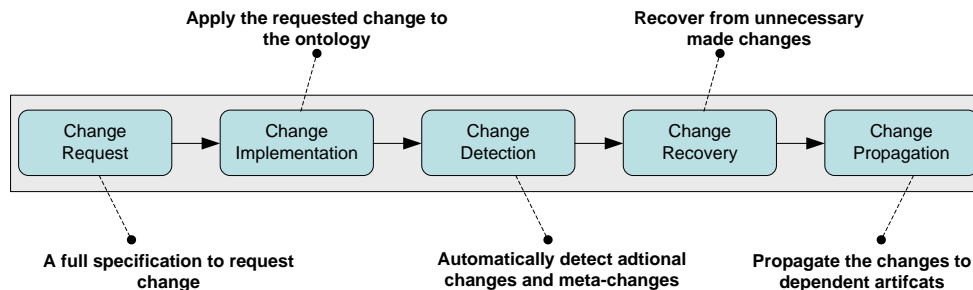 Apply the requested change to
the ontology
Recover from unnecessary
made changes
Change
Request
Change
Implementation
Change
Detection
Change
Recovery
Change
Propagation
A full specification to request
change
Automatically detect adtional
changes and meta-changes
Propagate the changes to
dependent artifcats